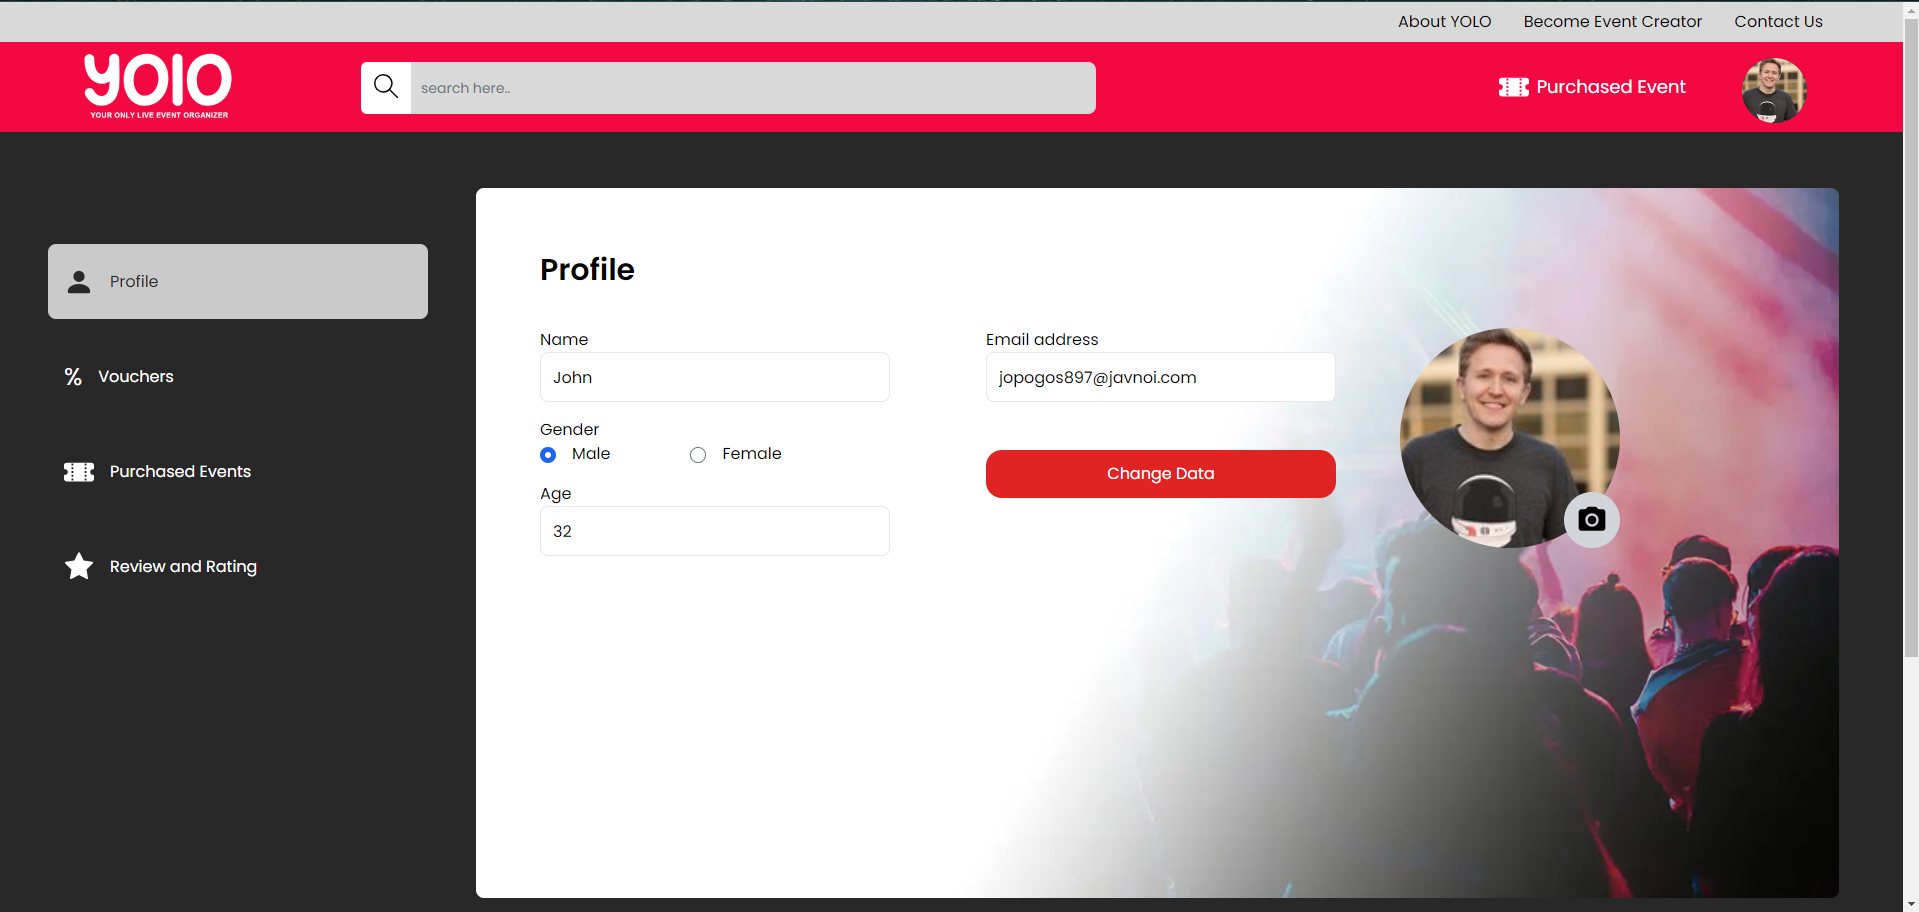 About YOLO Become Event Creator Contact Us
yolo
YOUR ONLY LIVE EVENT ORGANIZER
search here..
Purchased Event
Profile
% Vouchers
Purchased Events
Review and Rating
Profile
Name
John
Email address
jopogos897@javnoi.com
Gender
Male Female
Change Data
Age
32